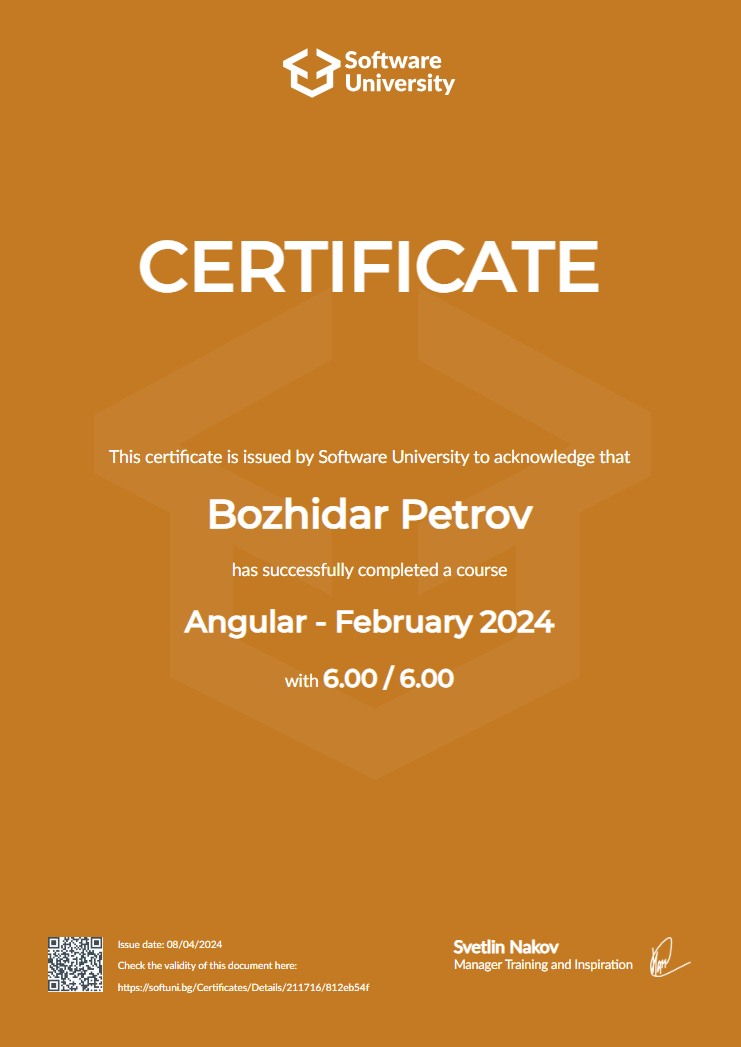 Software
University
CERTIFICATE
This certificate is issued by Software University to acknowledge that
Bozhidar Petrov
has successfully completed a course
Angular - February 2024
with 6.00 / 6.00
Issue date: 08/04/2024
Check the validity of this document here:
https://softuni.bg/Certificates/Details/211716/812eb54f
Svetlin Nakov
Manager Training and Inspiration